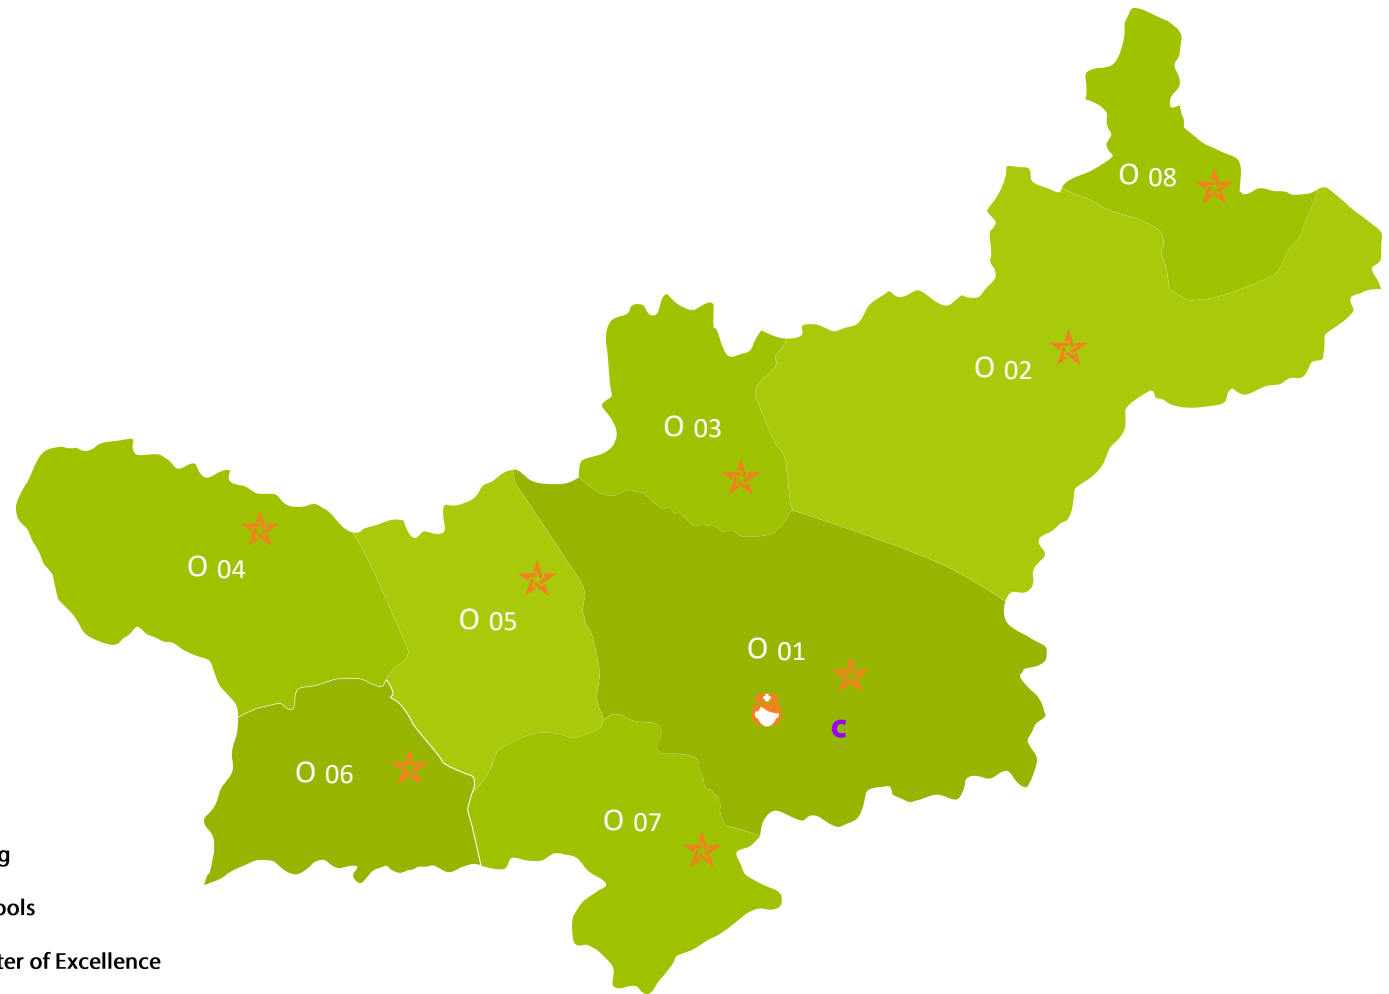 O 08
O 02
O 03
O 04
O 05
O 01
C
O 06
O 07
g
ools
ter of Excellence